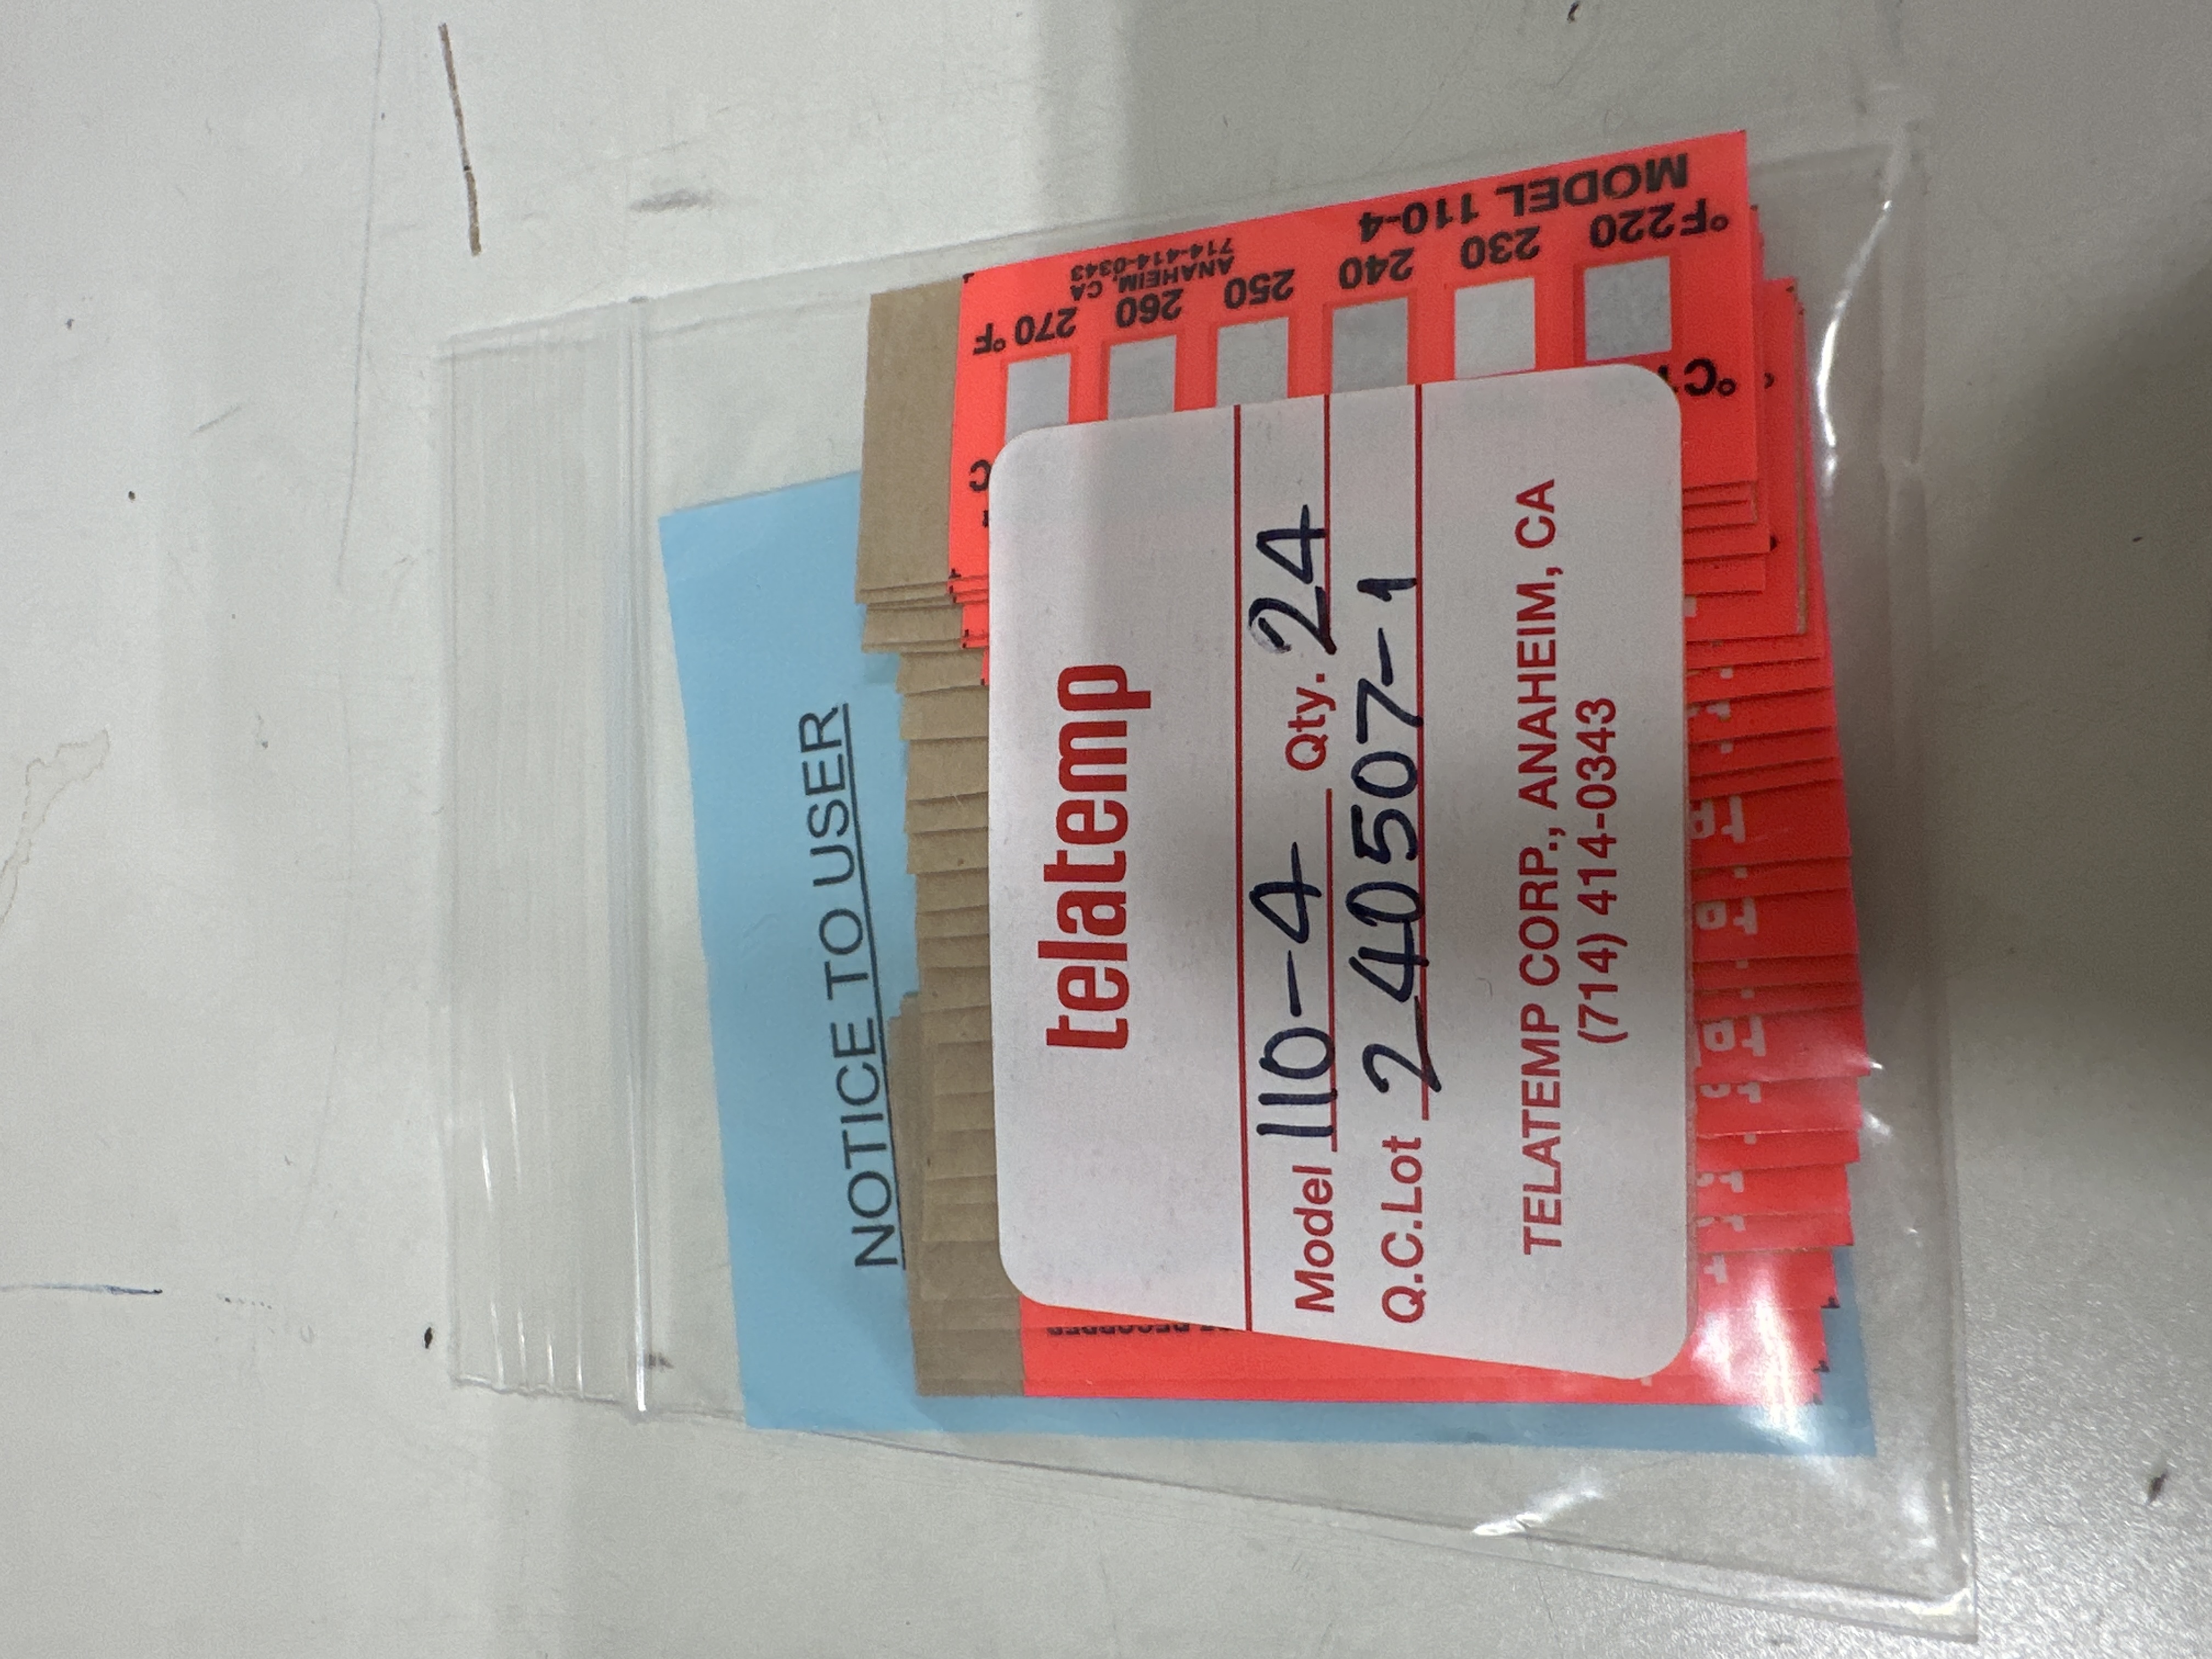 NOTICE TO USER
telatemp
Model 110-4 Qty. 24
Q.C.Lot 240507-1
TELATEMP CORP., ANAHEIM, CA
(714) 414-0343
MODEL 110-4
ANAHEIM, CA
714-414-0343
°F 220 230 240 250 260 270 °F
°C